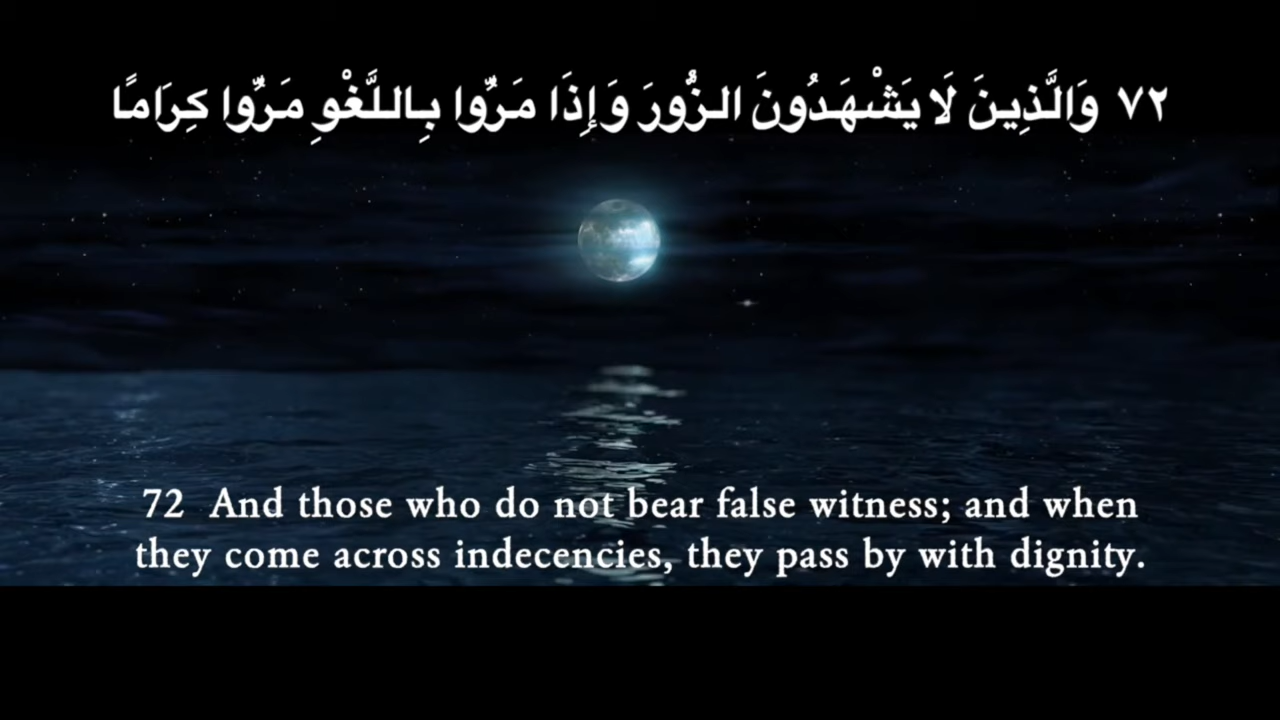 ٧٢ وَالَّذِينَ لَا يَشْهَدُونَ الزُّورَ وَإِذَا مَرُّوا بِاللَّغْوِ مَرُّوا كِرَامًا
72 And those who do not bear false witness; and when
they come across indecencies, they pass by with dignity.